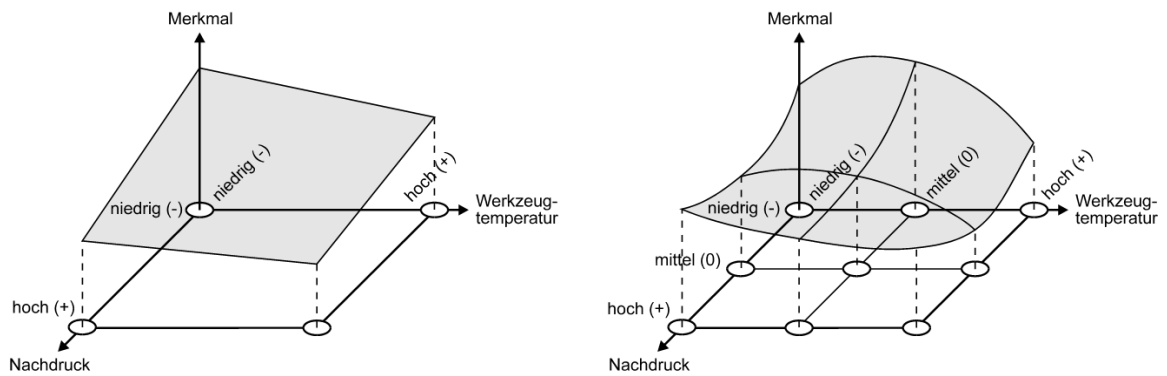 Merkmal
niedrig (-)
niedrig (-)
hoch (+)
Werkzeug-
temperatur
hoch (+)
Nachdruck
Merkmal
niedrig (-)
niedrig (-)
mittel (0)
hoch (+)
Werkzeug-
temperatur
mittel (0)
hoch (+)
Nachdruck